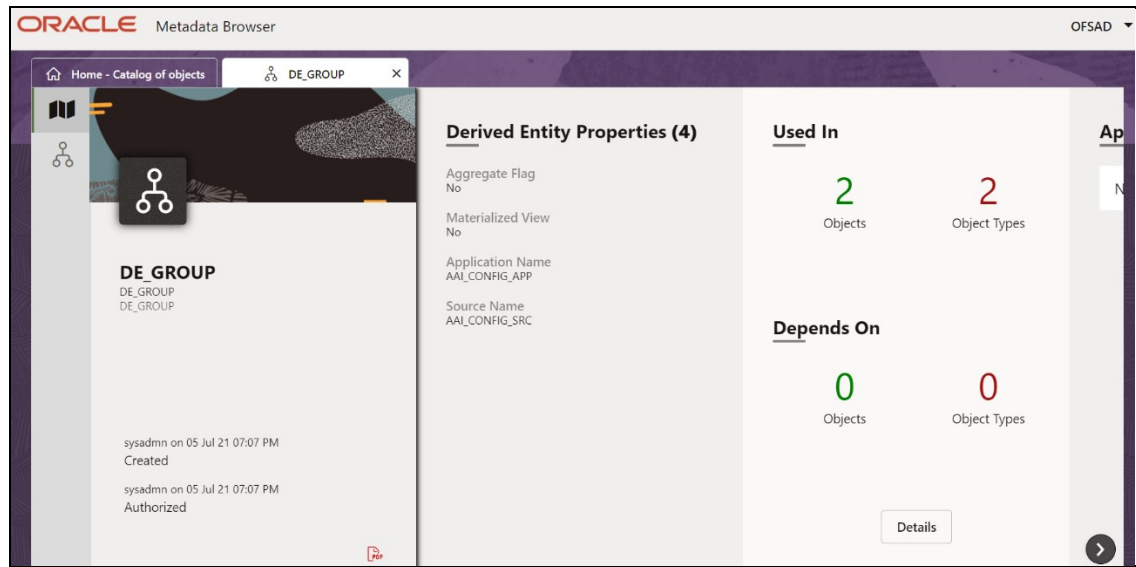 ORACLE Metadata Browser
OFSAD
Home - Catalog of objects
DE_GROUP
DE_GROUP
DE_GROUP
DE_GROUP
sysadmn on 05 Jul 21 07:07 PM
Created
sysadmn on 05 Jul 21 07:07 PM
Authorized
PDF
Derived Entity Properties (4)
Aggregate Flag
No
Materialized View
No
Application Name
AAI_CONFIG_APP
Source Name
AAI_CONFIG_SRC
Used In
2
Objects
2
Object Types
Depends On
0
Objects
0
Object Types
Details
Ap
N